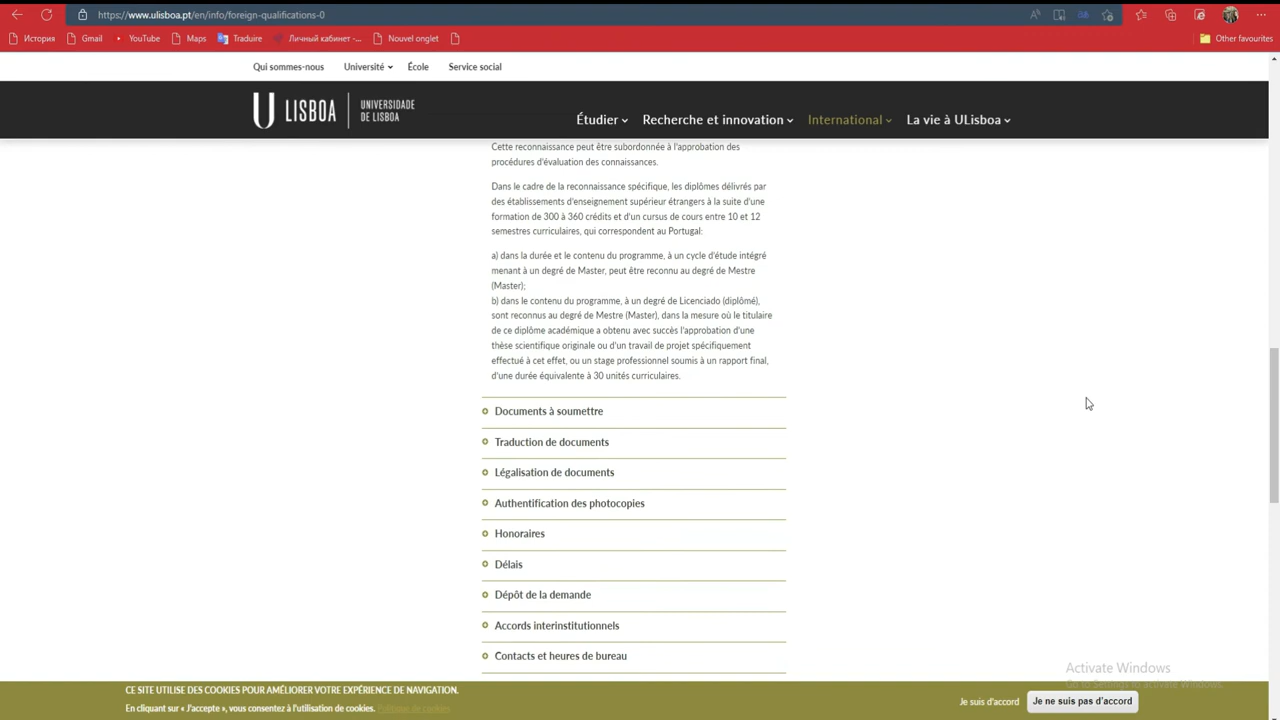 https://www.ulisboa.pt/en/info/foreign-qualifications-0
История Gmail YouTube Maps Traduire Личный кабинет -... Nouvel onglet Other favourites
Qui sommes-nous Université École Service social
U LISBOA | UNIVERSIDADE DE LISBOA
Étudier Recherche et innovation International La vie à ULisboa
Cette reconnaissance peut être subordonnée à l'approbation des
procédures d'évaluation des connaissances.
Dans le cadre de la reconnaissance spécifique, les diplômes délivrés par
des établissements d'enseignement supérieur étrangers à la suite d'une
formation de 300 à 360 crédits et d'un cursus de cours entre 10 et 12
semestres curriculaires, qui correspondent au Portugal:
a) dans la durée et le contenu du programme, à un cycle d'étude intégré
menant à un degré de Master, peut être reconnu au degré de Mestre
(Master);
b) dans le contenu du programme, à un degré de Licenciado (diplômé),
sont reconnus au degré de Mestre (Master), dans la mesure où le titulaire
de ce diplôme académique a obtenu avec succès l'approbation d'une
thèse scientifique originale ou d'un travail de projet spécifiquement
effectué à cet effet, ou un stage professionnel soumis à un rapport final,
d'une durée équivalente à 30 unités curriculaires.
Documents à soumettre
Traduction de documents
Légalisation de documents
Authentification des photocopies
Honoraires
Délais
Dépôt de la demande
Accords interinstitutionnels
Contacts et heures de bureau
Activate Windows
Go to Settings to activate Windows.
CE SITE UTILISE DES COOKIES POUR AMÉLIORER VOTRE EXPÉRIENCE DE NAVIGATION.
En cliquant sur « J'accepte », vous consentez à l'utilisation de cookies. Politique de cookies
Je suis d'accord Je ne suis pas d'accord